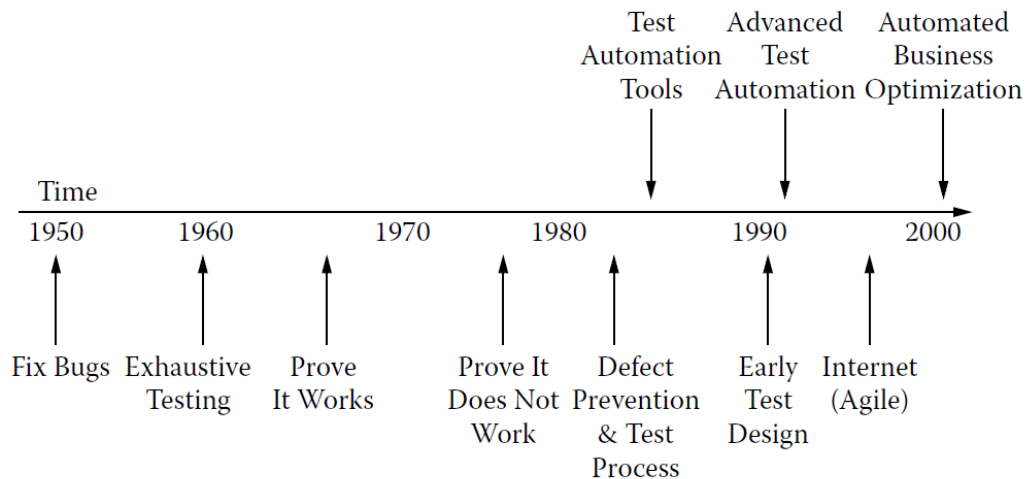 Test
Automation
Tools
Advanced
Test
Automation
Automated
Business
Optimization
Time
1950
1960
1970
1980
1990
2000
Fix Bugs
Exhaustive
Testing
Prove
It Works
Prove It
Does Not
Work
Defect
Prevention
& Test
Process
Early
Test
Design
Internet
(Agile)